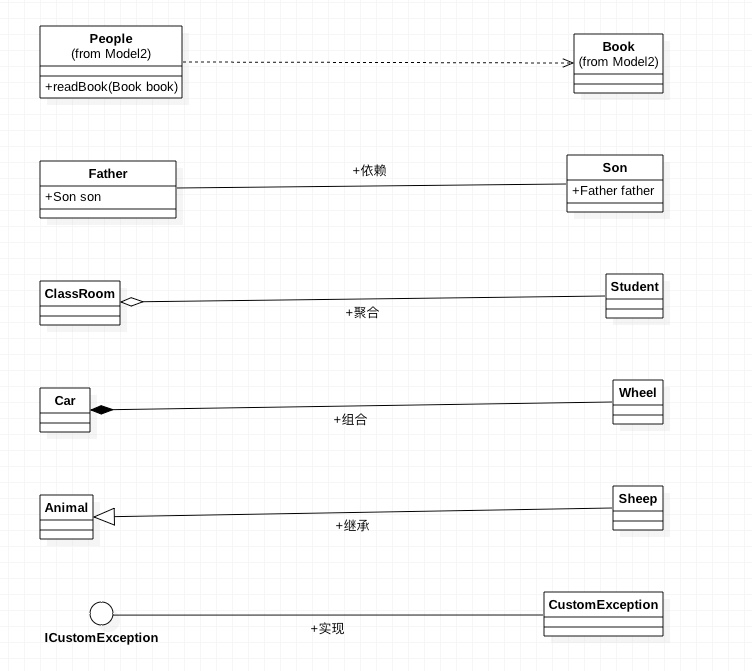 People
(from Model2)
+readBook(Book book)
Book
(from Model2)
Father
+Son son
+依赖
Son
+Father father
ClassRoom
+聚合
Student
Car
+组合
Wheel
Animal
+继承
Sheep
ICustomException
+实现
CustomException